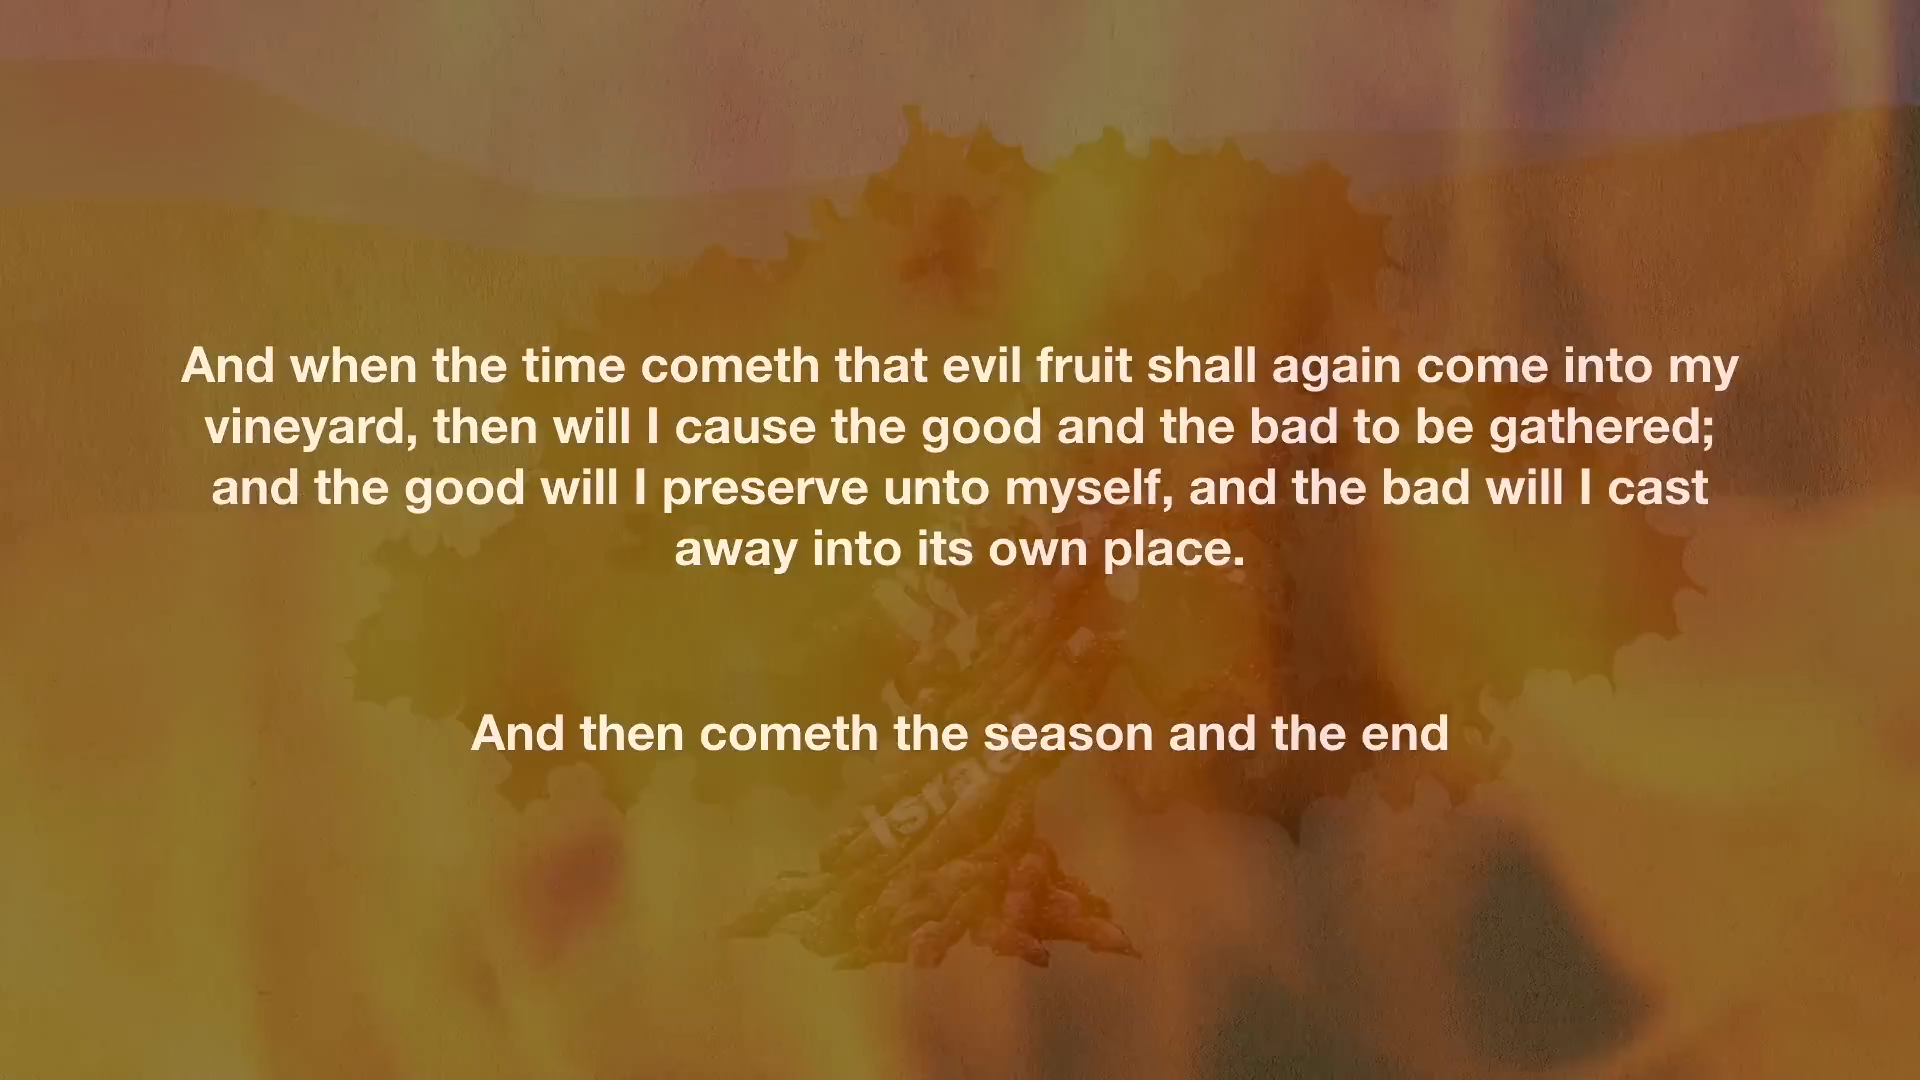 And when the time cometh that evil fruit shall again come into my
vineyard, then will I cause the good and the bad to be gathered;
and the good will I preserve unto myself, and the bad will I cast
away into its own place.
And then cometh the season and the end
Israel